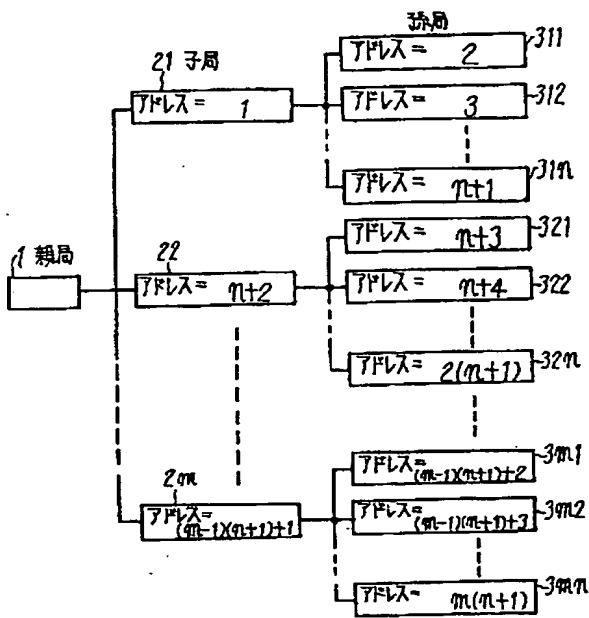 孫局
アドレス= 2
311
21 子局
アドレス= 1
アドレス= 3
312
アドレス= n+1
31n
アドレス= n+3
321
1 親局
22
アドレス= n+2
アドレス= n+4
322
アドレス= 2(n+1)
32n
アドレス=
(m-1)(n+1)+2
3m1
2m
アドレス=
(m-1)(n+1)+1
アドレス=
(m-1)(n+1)+3
3m2
アドレス= m(n+1)
3mn